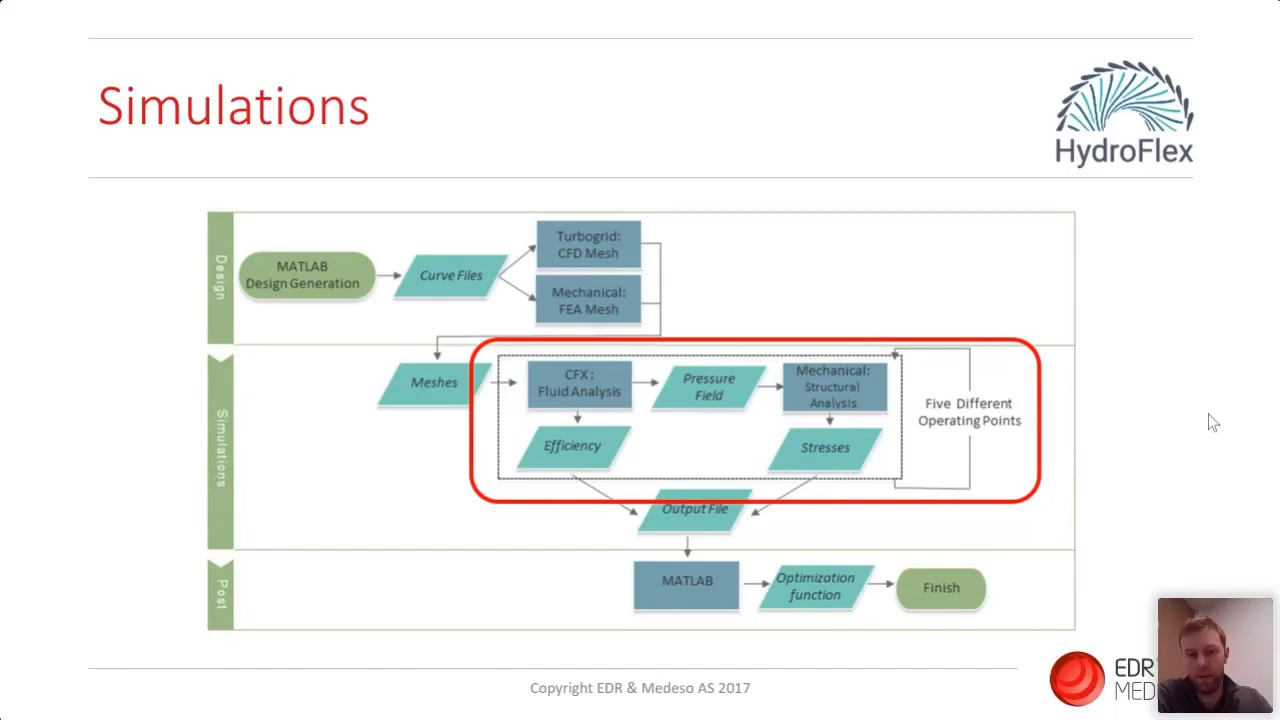 Simulations
HydroFlex
Design
MATLAB
Design Generation
Curve Files
Turbogrid:
CFD Mesh
Mechanical:
FEA Mesh
Simulations
Meshes
CFX :
Fluid Analysis
Pressure
Field
Mechanical:
Structural
Analysis
Five Different
Operating Points
Efficiency
Stresses
Output File
Post
MATLAB
Optimization
function
Finish
Copyright EDR & Medeso AS 2017
EDR
MED